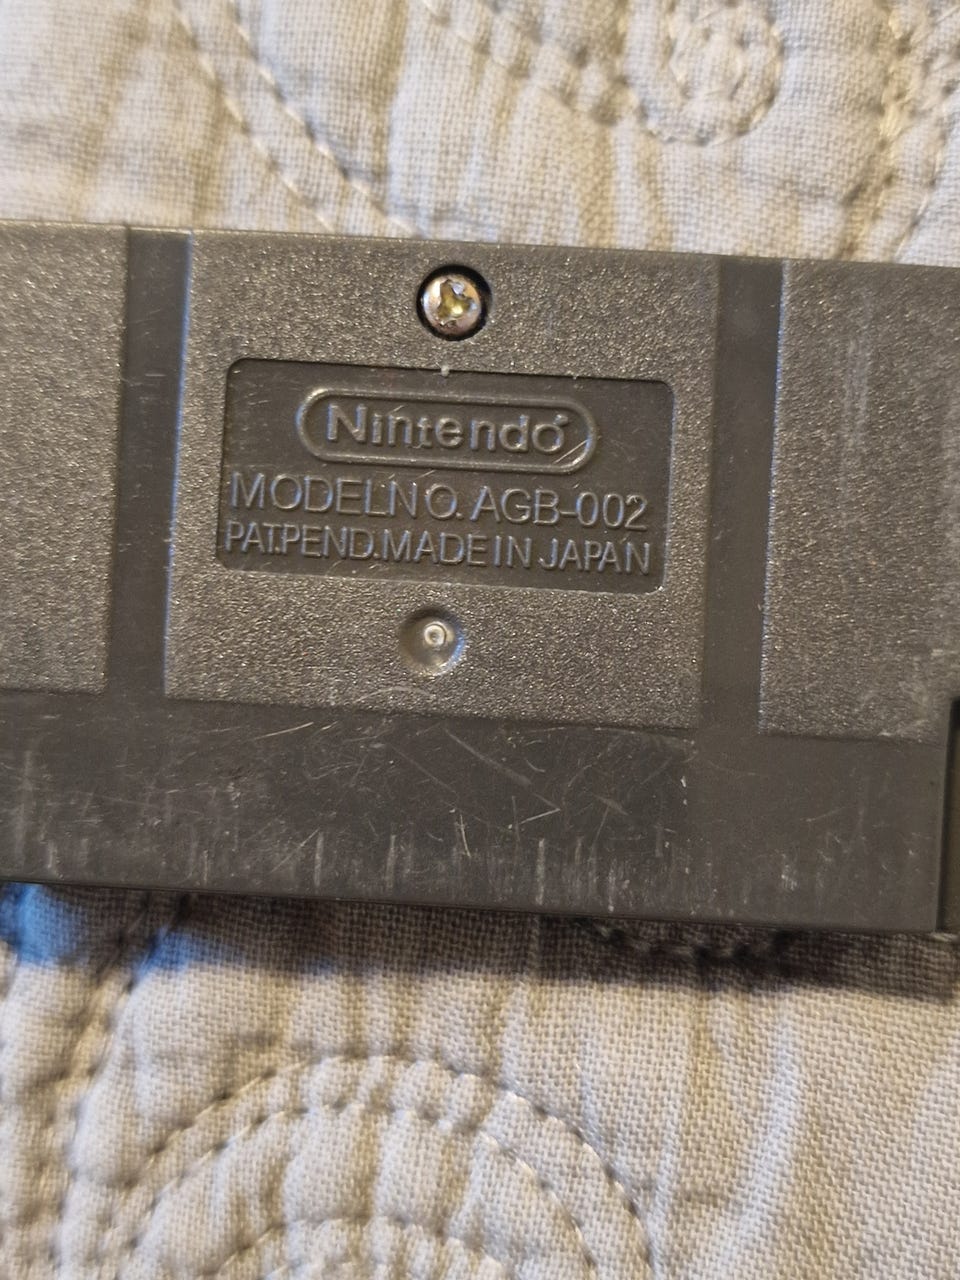 Nintendo
MODEL NO. AGB-002
PAT.PEND. MADE IN JAPAN